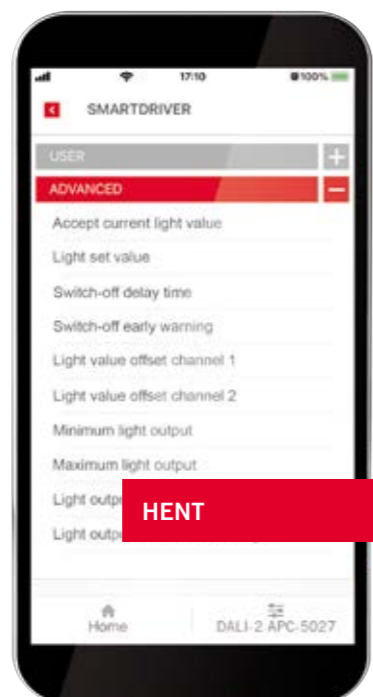 17:10
100%
SMARTDRIVER
USER
ADVANCED
Accept current light value
Light set value
Switch-off delay time
Switch-off early warning
Light value offset channel 1
Light value offset channel 2
Minimum light output
Maximum light output
Light
HENT
Light
Home
DALI-2 APC-5027